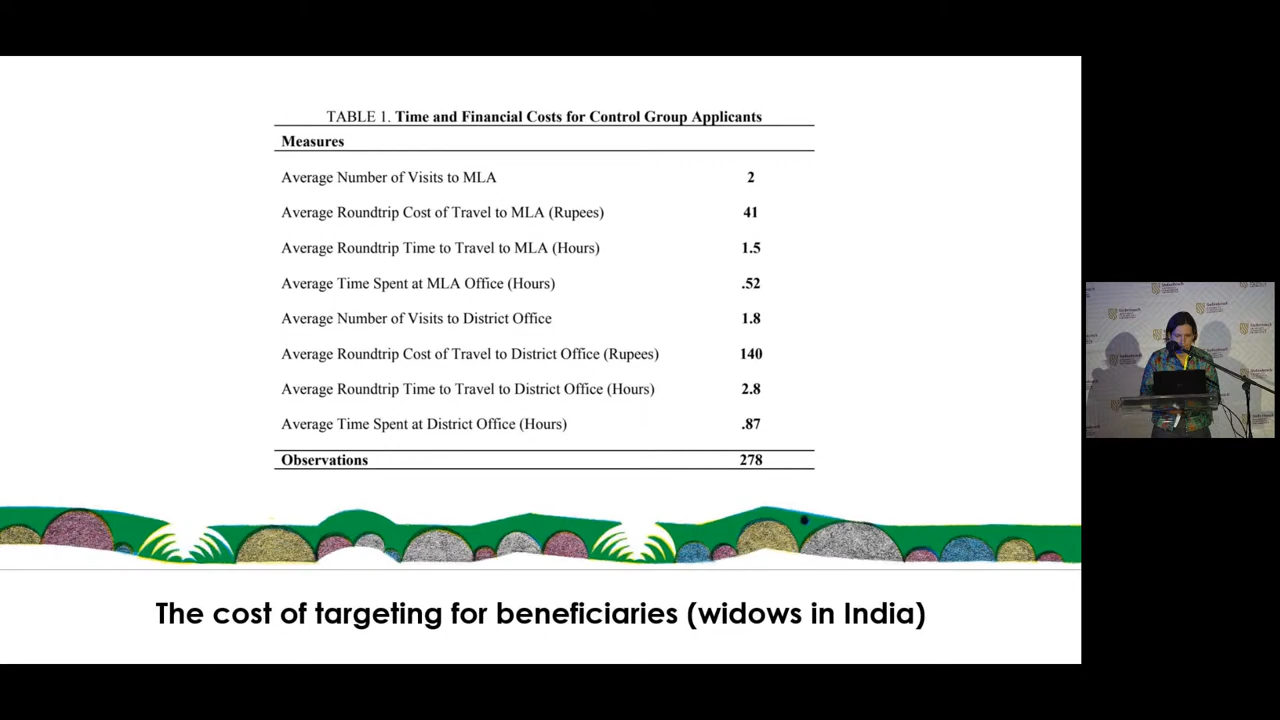 TABLE 1. Time and Financial Costs for Control Group Applicants
Measures
Average Number of Visits to MLA 2
Average Roundtrip Cost of Travel to MLA (Rupees) 41
Average Roundtrip Time to Travel to MLA (Hours) 1.5
Average Time Spent at MLA Office (Hours) .52
Average Number of Visits to District Office 1.8
Average Roundtrip Cost of Travel to District Office (Rupees) 140
Average Roundtrip Time to Travel to District Office (Hours) 2.8
Average Time Spent at District Office (Hours) .87
Observations 278
The cost of targeting for beneficiaries (widows in India)